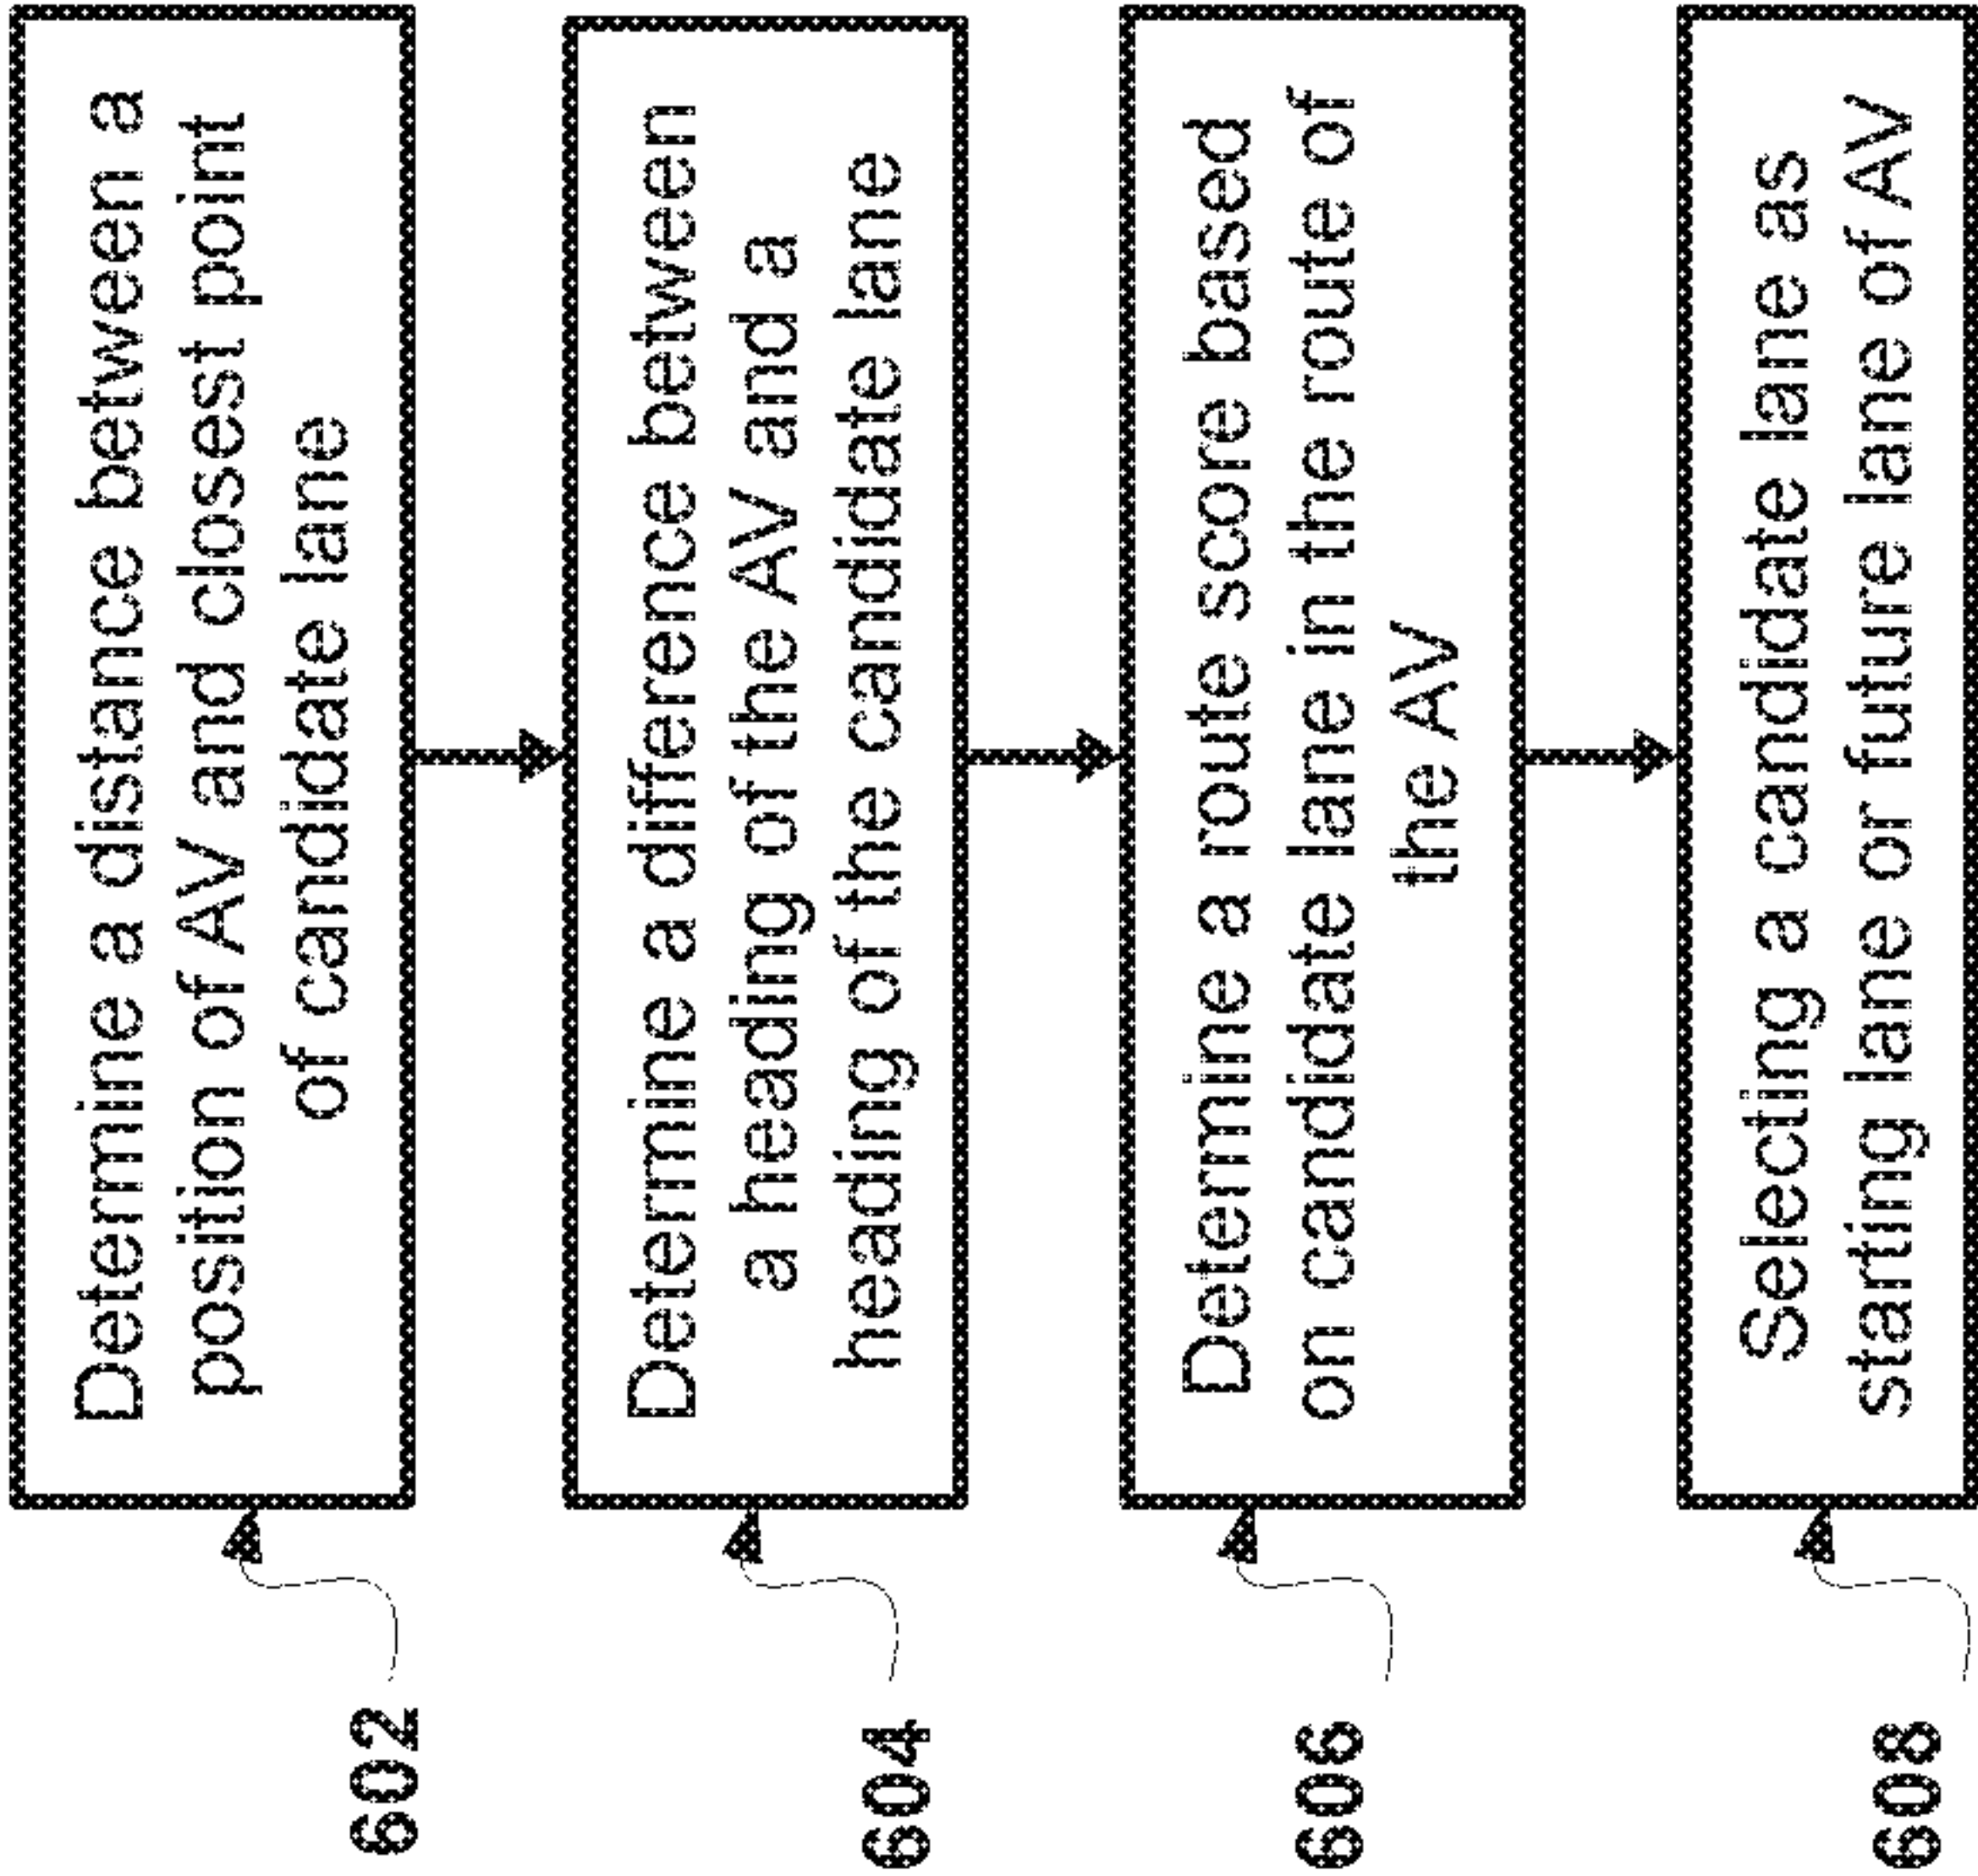 602
Determine a distance between a
position of AV and closest point
of candidate lane
604
Determine a difference between
a heading of the AV and a
heading of the candidate lane
606
Determine a route score based
on candidate lane in the route of
the AV
608
Selecting a candidate lane as
starting lane or future lane of AV